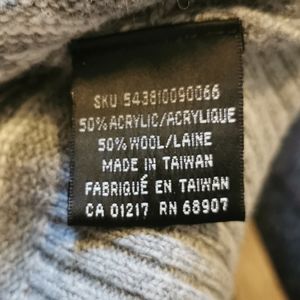 SKU 543810090066
50% ACRYLIC/ACRYLIQUE
50% WOOL/LAINE
MADE IN TAIWAN
FABRIQUÉ EN TAIWAN
CA 01217 RN 68907